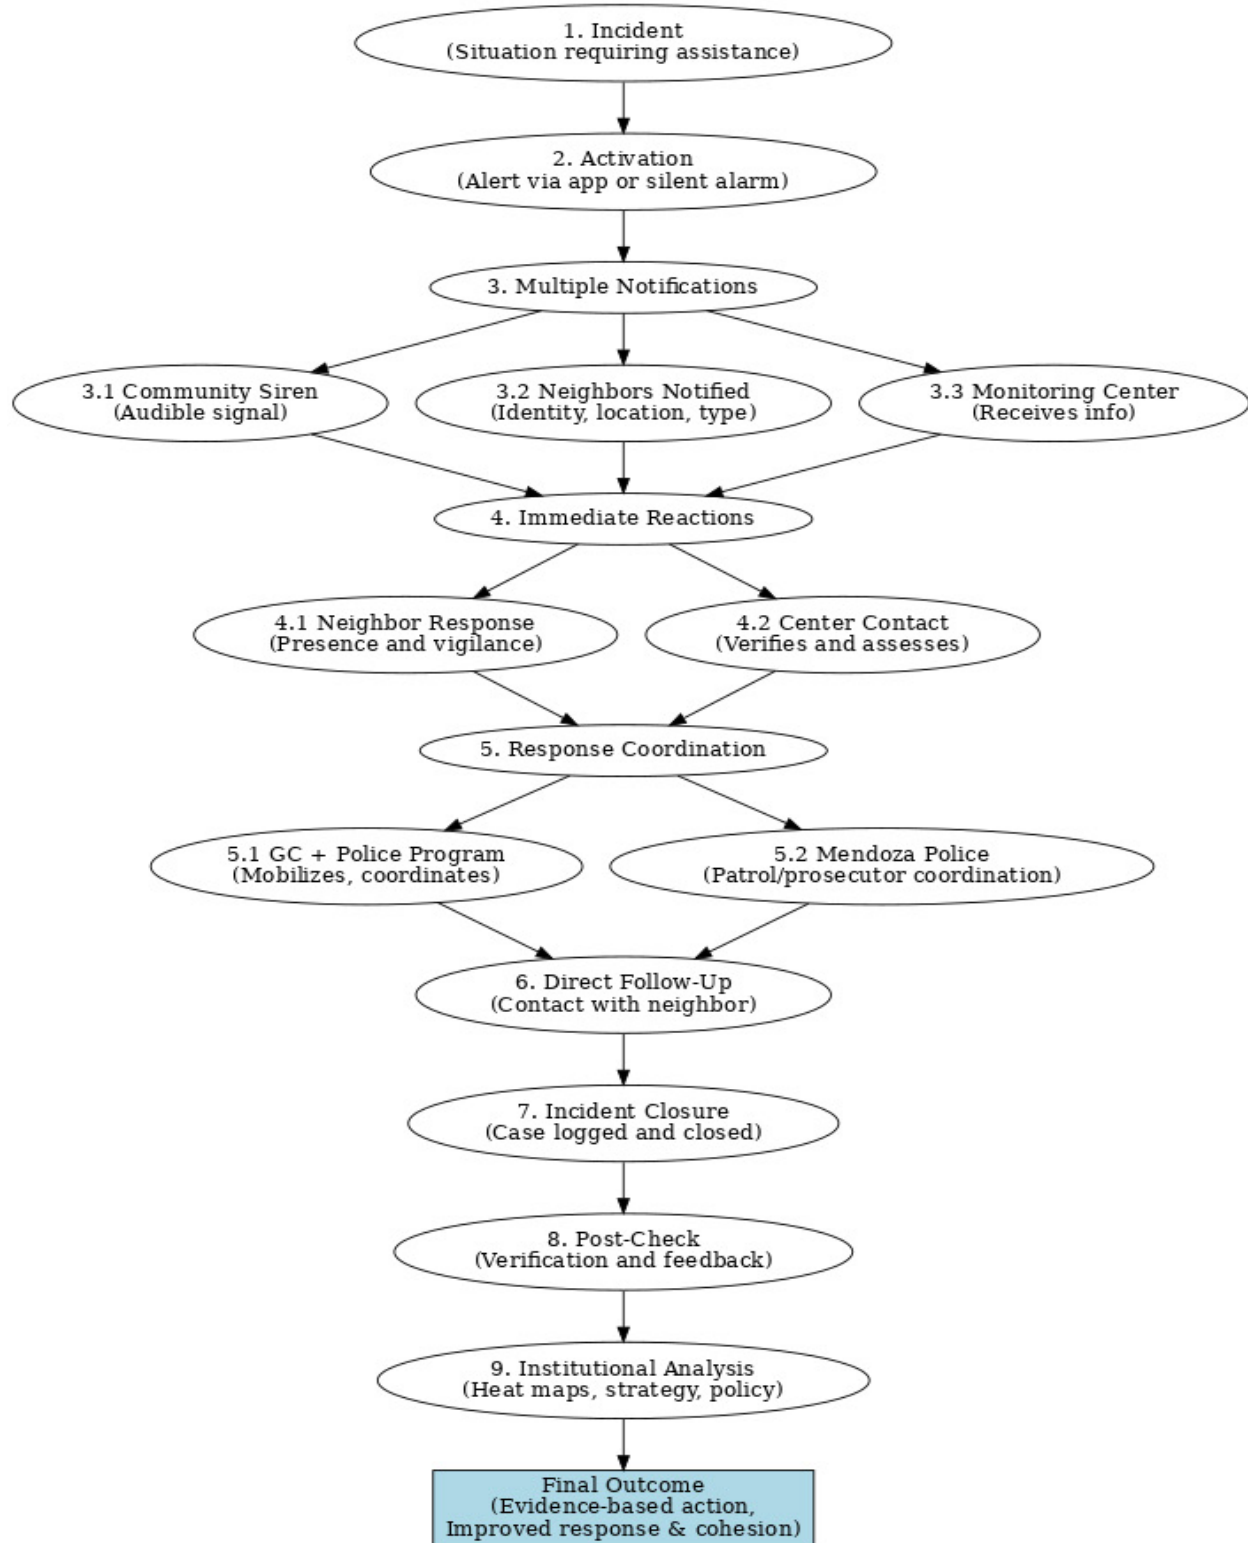 1. Incident
(Situation requiring assistance)
2. Activation
(Alert via app or silent alarm)
3. Multiple Notifications
3.1 Community Siren
(Audible signal)
3.2 Neighbors Notified
(Identity, location, type)
3.3 Monitoring Center
(Receives info)
4. Immediate Reactions
4.1 Neighbor Response
(Presence and vigilance)
4.2 Center Contact
(Verifies and assesses)
5. Response Coordination
5.1 GC + Police Program
(Mobilizes, coordinates)
5.2 Mendoza Police
(Patrol/prosecutor coordination)
6. Direct Follow-Up
(Contact with neighbor)
7. Incident Closure
(Case logged and closed)
8. Post-Check
(Verification and feedback)
9. Institutional Analysis
(Heat maps, strategy, policy)
Final Outcome
(Evidence-based action,
Improved response & cohesion)